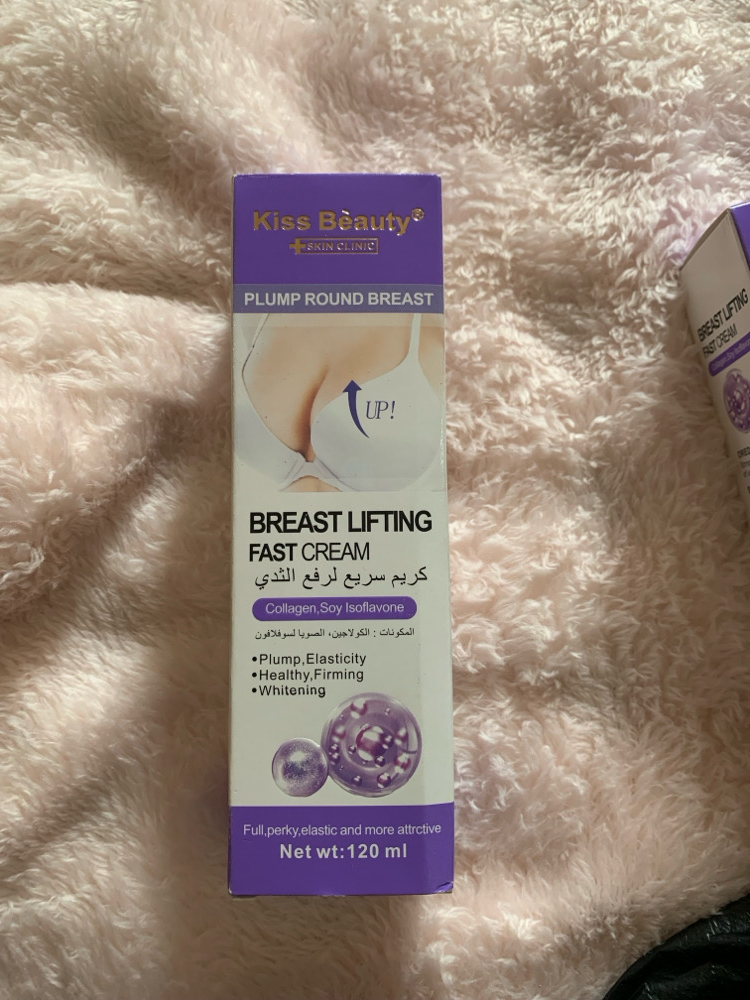 Kiss Bèauty®
SKIN CLINIC
PLUMP ROUND BREAST
UP!
BREAST LIFTING
FAST CREAM
كريم سريع لرفع الثدي
Collagen,Soy Isoflavone
المكونات : الكولاجين، الصويا لسوفلافون
•Plump,Elasticity
•Healthy,Firming
•Whitening
Full,perky,elastic and more attrctive
Net wt:120 ml
BREAST LIFTING
FAST CREAM